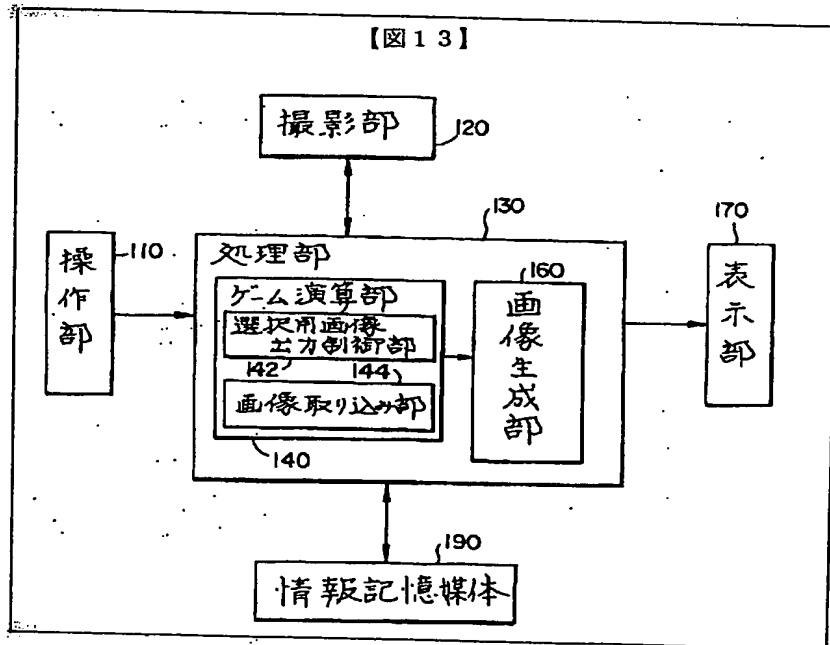 【図13】
撮影部
120
130
170
操作部
110
処理部
160
表示部
ゲーム演算部
選択用画像
出力制御部
142
144
画像取り込み部
140
画像生成部
190
情報記憶媒体